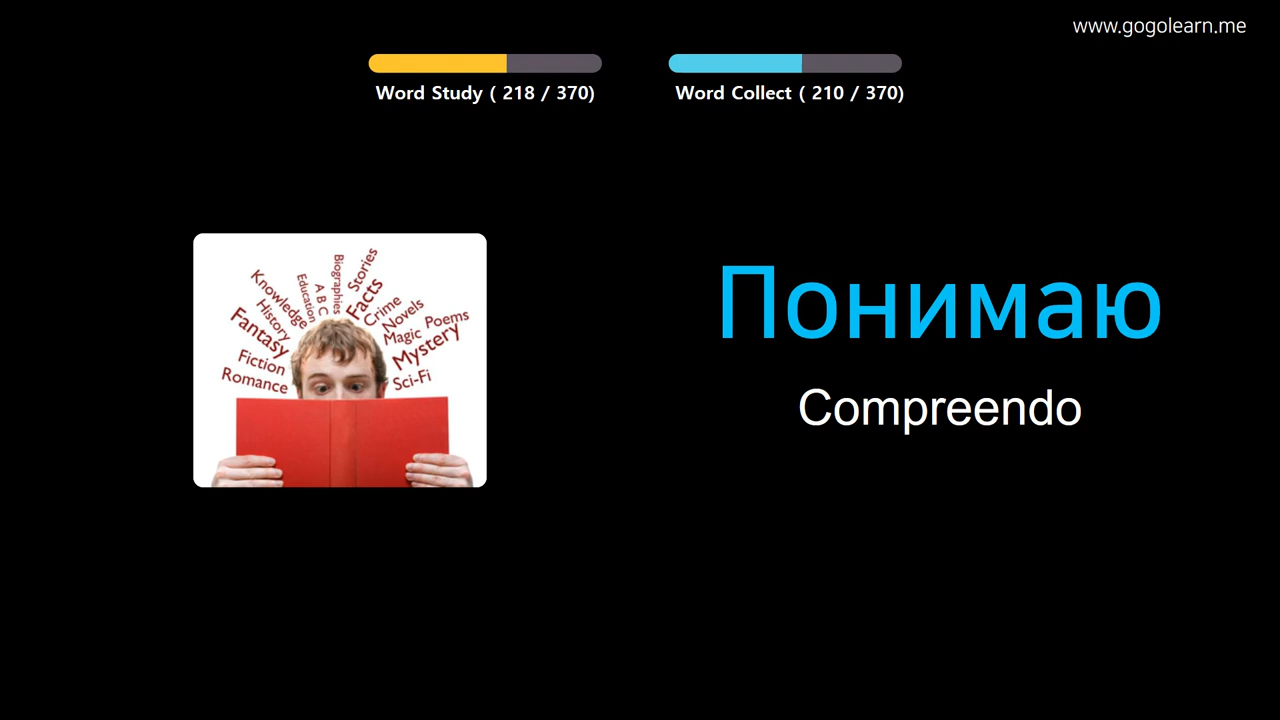 www.gogolearn.me
Word Study ( 218 / 370)
Word Collect ( 210 / 370)
Biographies
Stories
Knowledge
Education
A B C
Facts
History
Crime
Novels
Fantasy
Magic
Poems
Mystery
Fiction
Romance
Sci-Fi
Понимаю
Compreendo